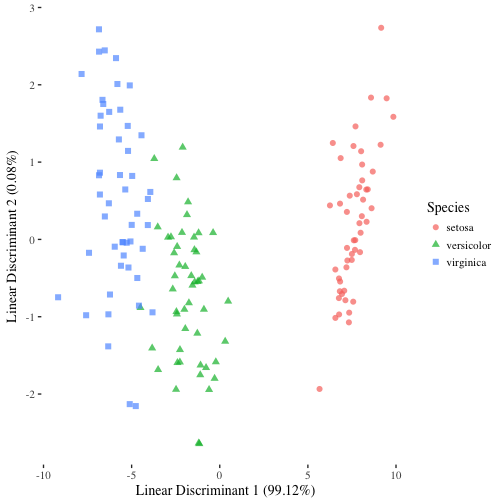 3
2
1
0
-1
-2
Linear Discriminant 2 (0.08%)
-10
-5
0
5
10
Linear Discriminant 1 (99.12%)
Species
setosa
versicolor
virginica